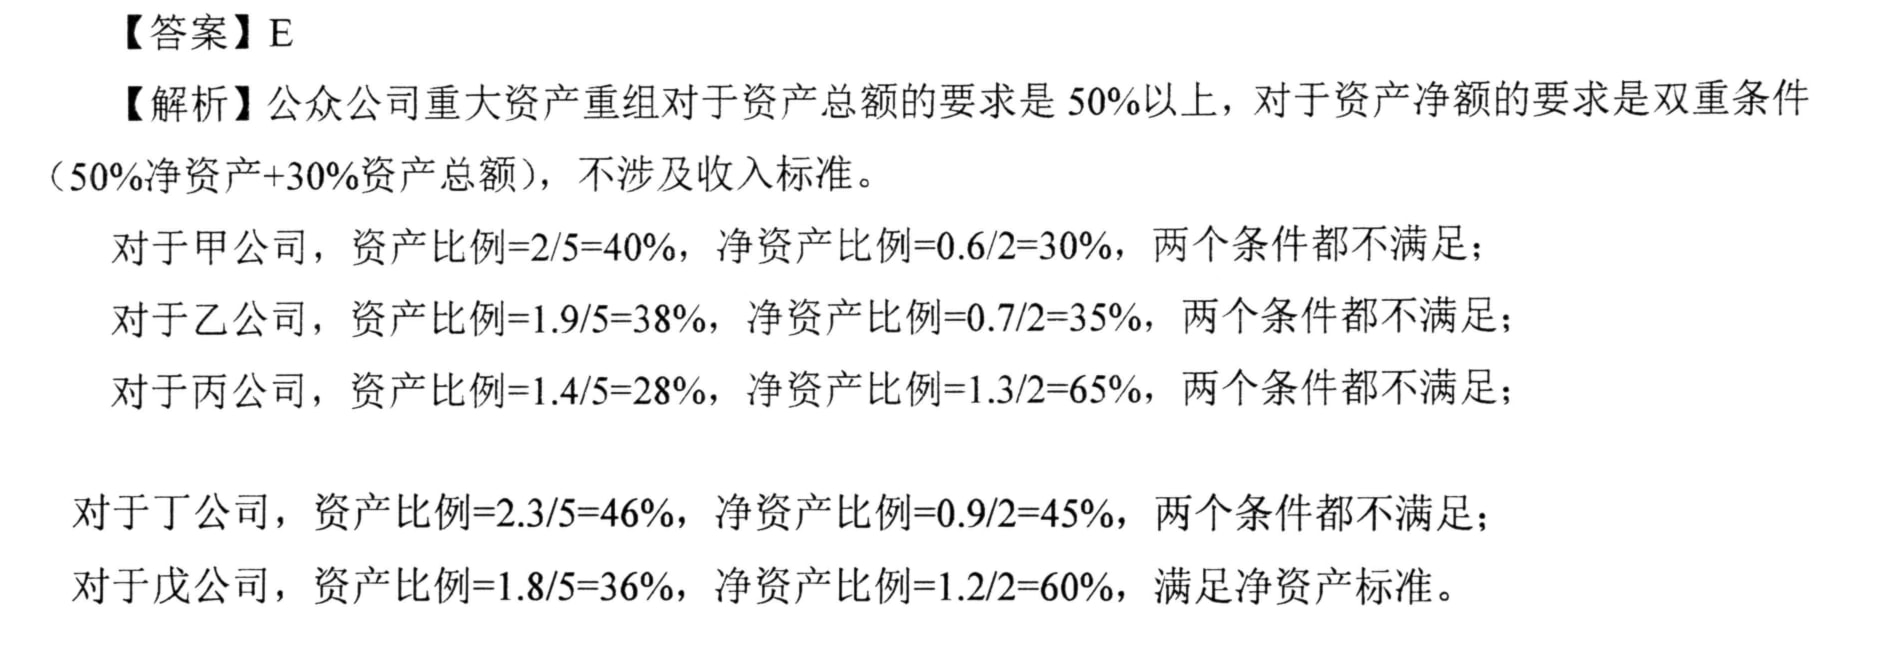 【答案】E
【解析】公众公司重大资产重组对于资产总额的要求是 50%以上，对于资产净额的要求是双重条件
（50%净资产+30%资产总额），不涉及收入标准。
对于甲公司，资产比例=2/5=40%，净资产比例=0.6/2=30%，两个条件都不满足；
对于乙公司，资产比例=1.9/5=38%，净资产比例=0.7/2=35%，两个条件都不满足；
对于丙公司，资产比例=1.4/5=28%，净资产比例=1.3/2=65%，两个条件都不满足；
对于丁公司，资产比例=2.3/5=46%，净资产比例=0.9/2=45%，两个条件都不满足；
对于戊公司，资产比例=1.8/5=36%，净资产比例=1.2/2=60%，满足净资产标准。